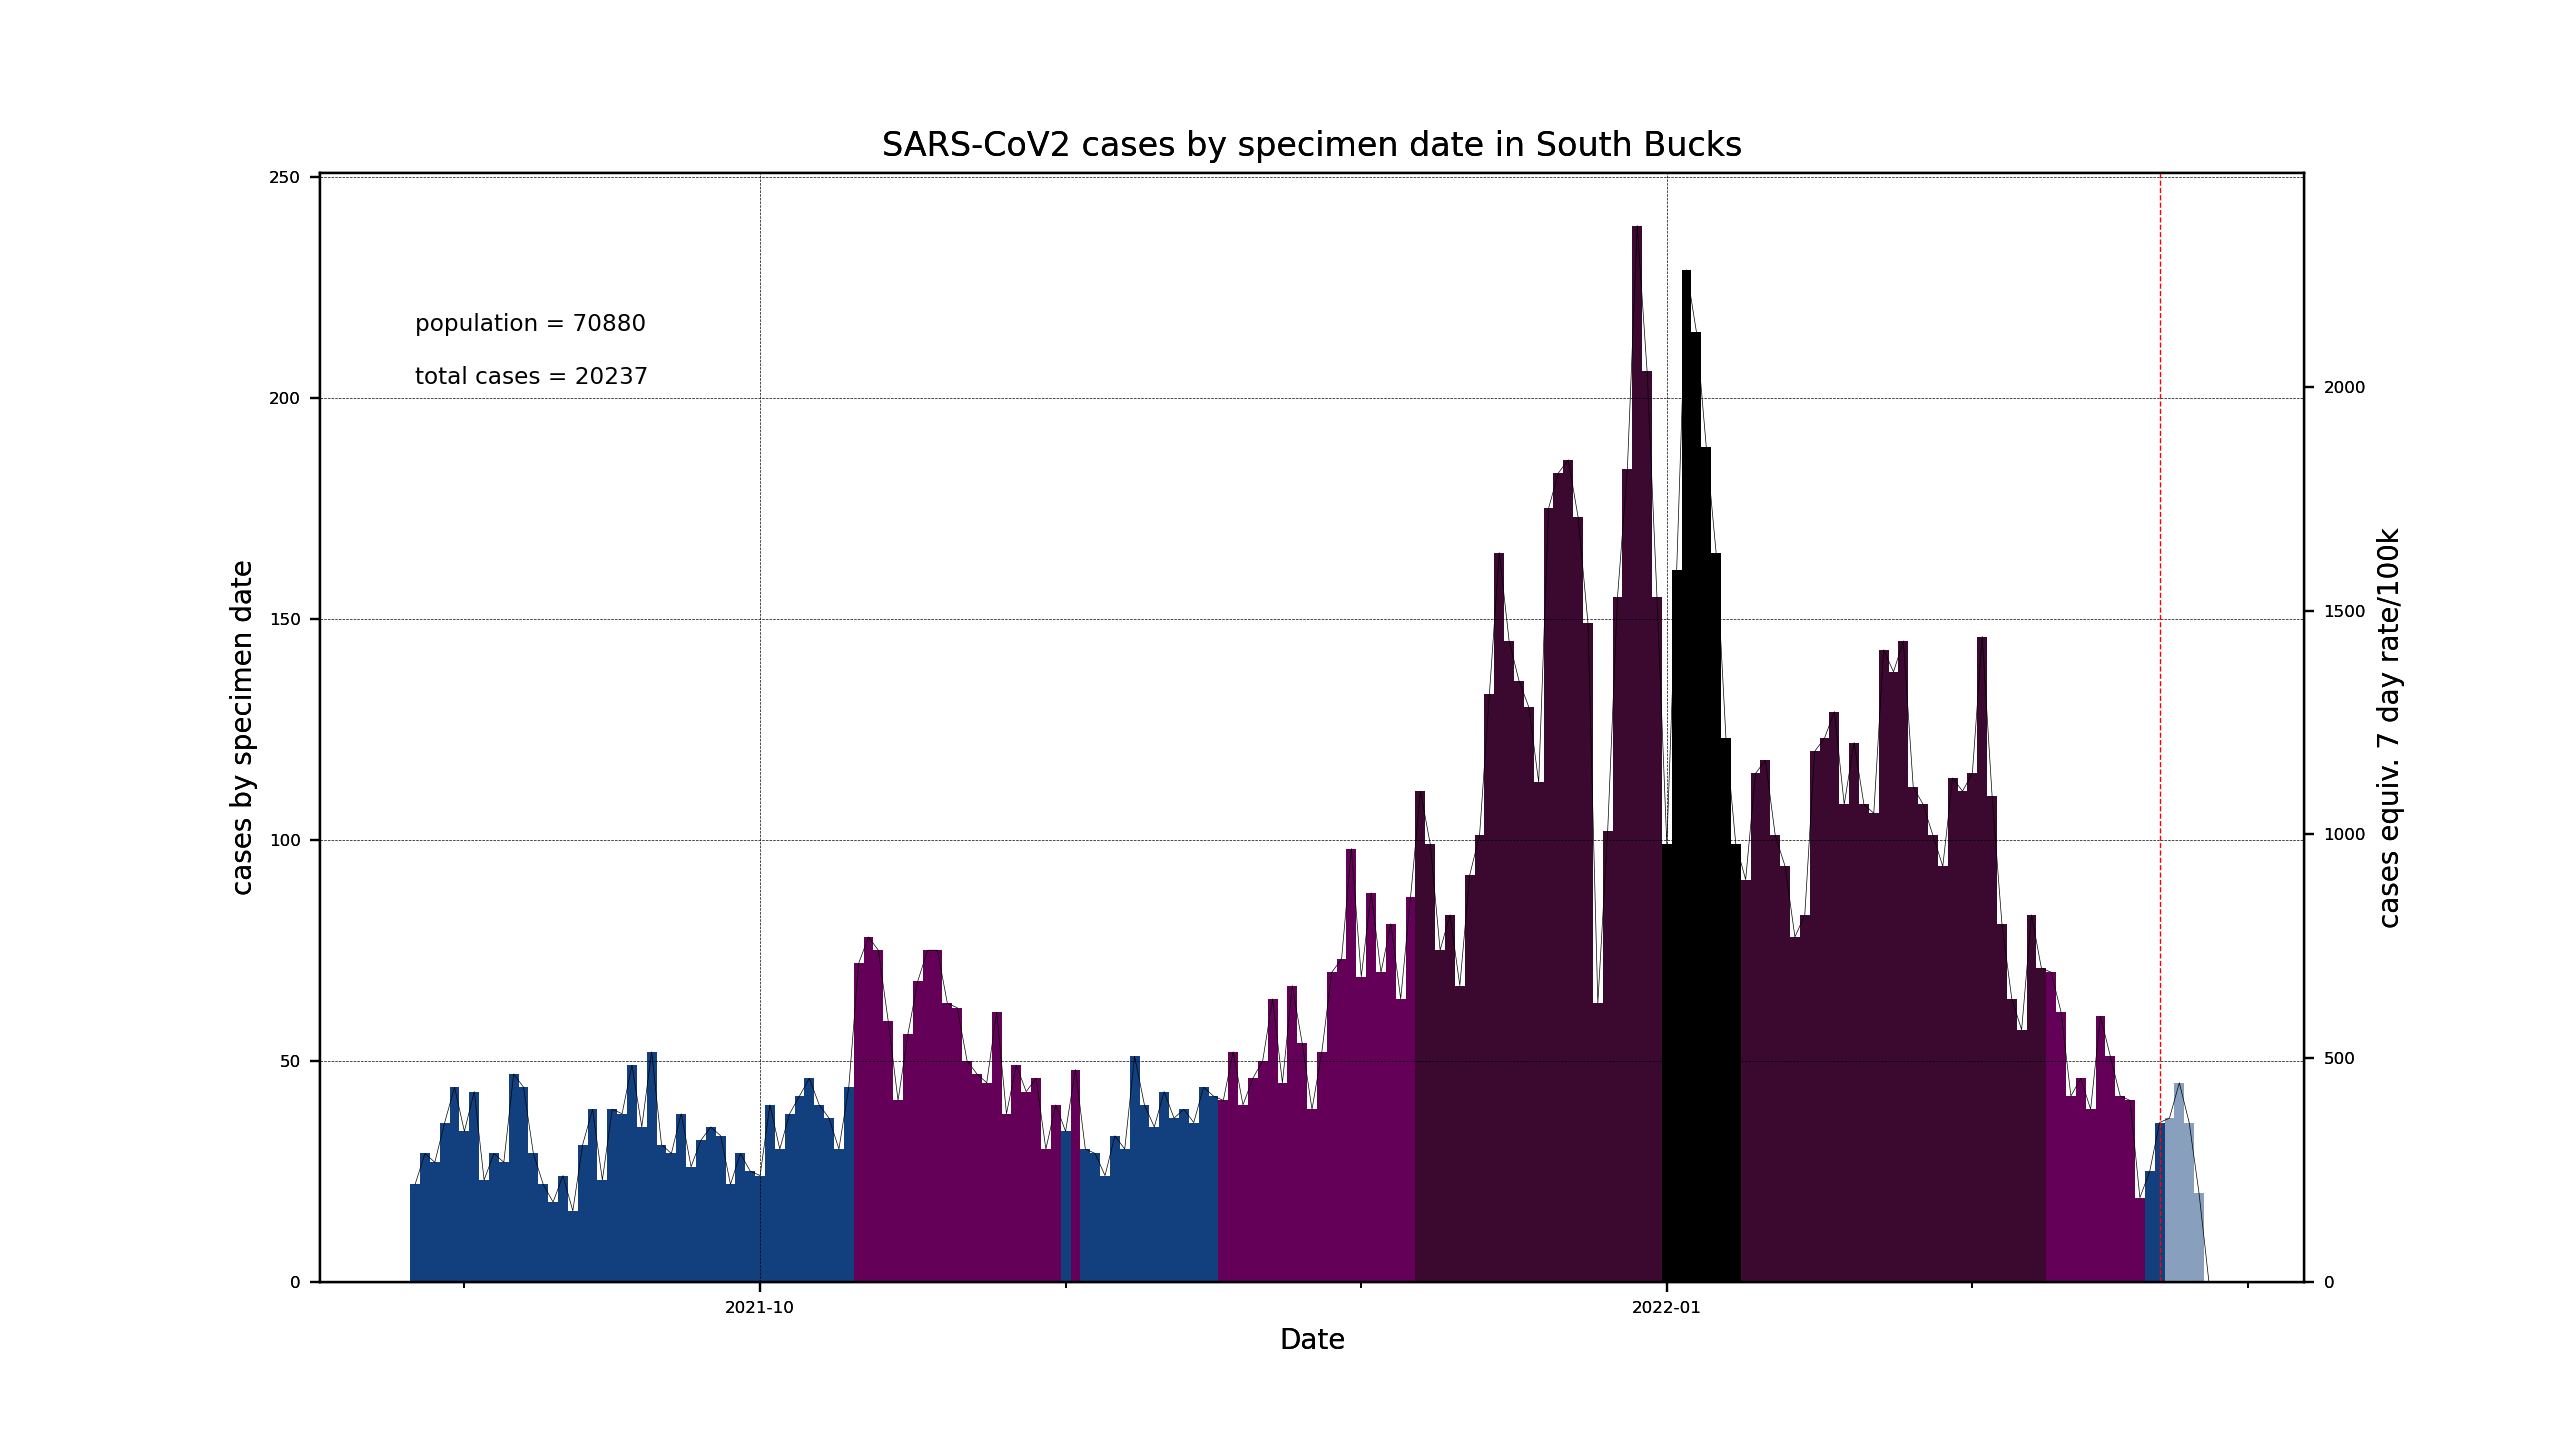 SARS-CoV2 cases by specimen date in South Bucks
250
200
150
100
50
0
cases by specimen date
population = 70880
total cases = 20237
2000
1500
1000
500
0
cases equiv. 7 day rate/100k
2021-10
2022-01
Date